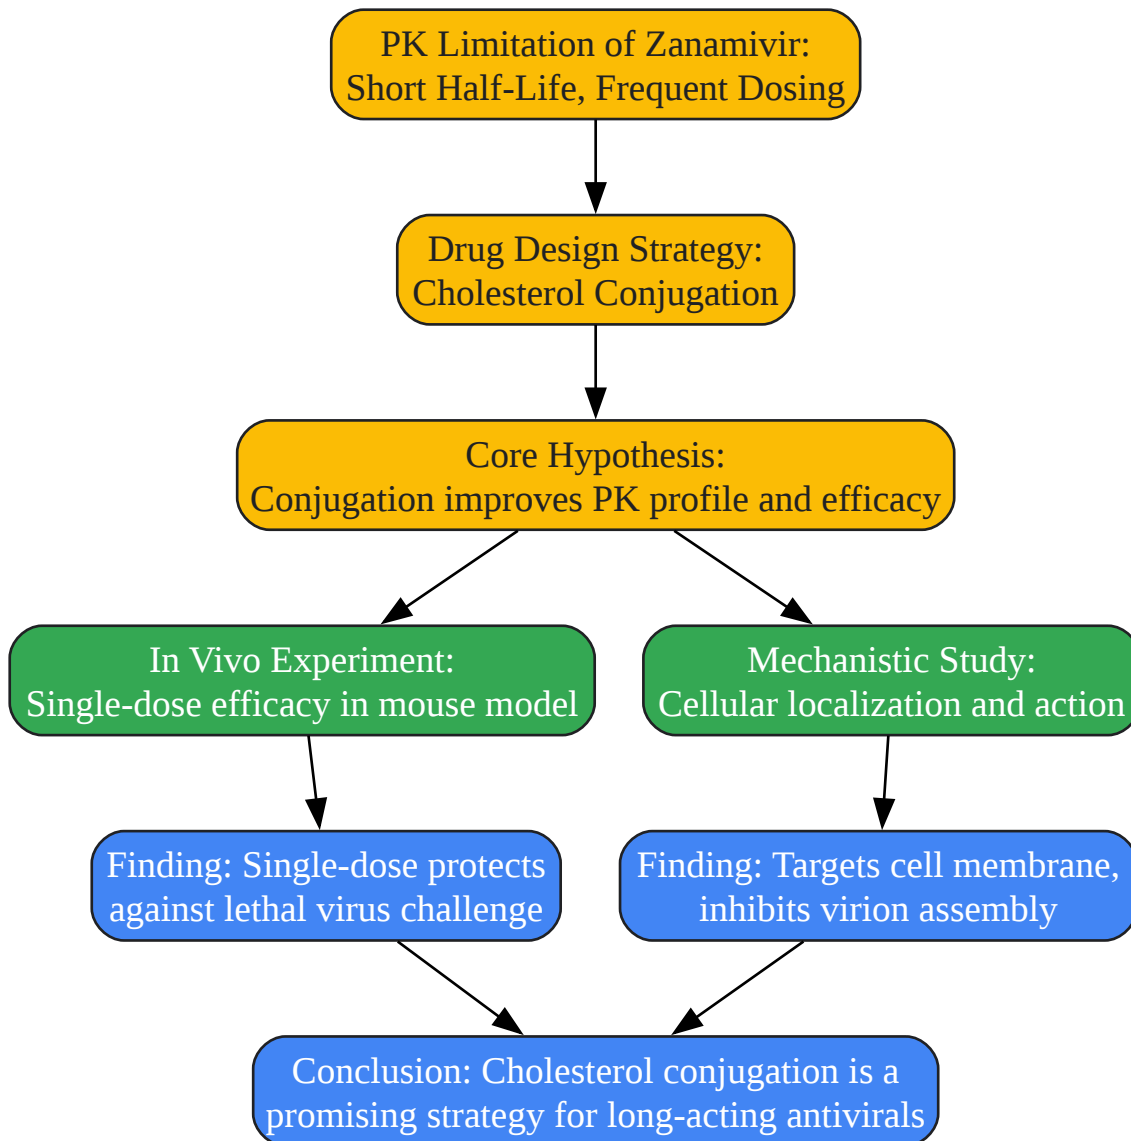 PK Limitation of Zanamivir:
Short Half-Life, Frequent Dosing
Drug Design Strategy:
Cholesterol Conjugation
Core Hypothesis:
Conjugation improves PK profile and efficacy
In Vivo Experiment:
Single-dose efficacy in mouse model
Mechanistic Study:
Cellular localization and action
Finding: Single-dose protects
against lethal virus challenge
Finding: Targets cell membrane,
inhibits virion assembly
Conclusion: Cholesterol conjugation is a
promising strategy for long-acting antivirals